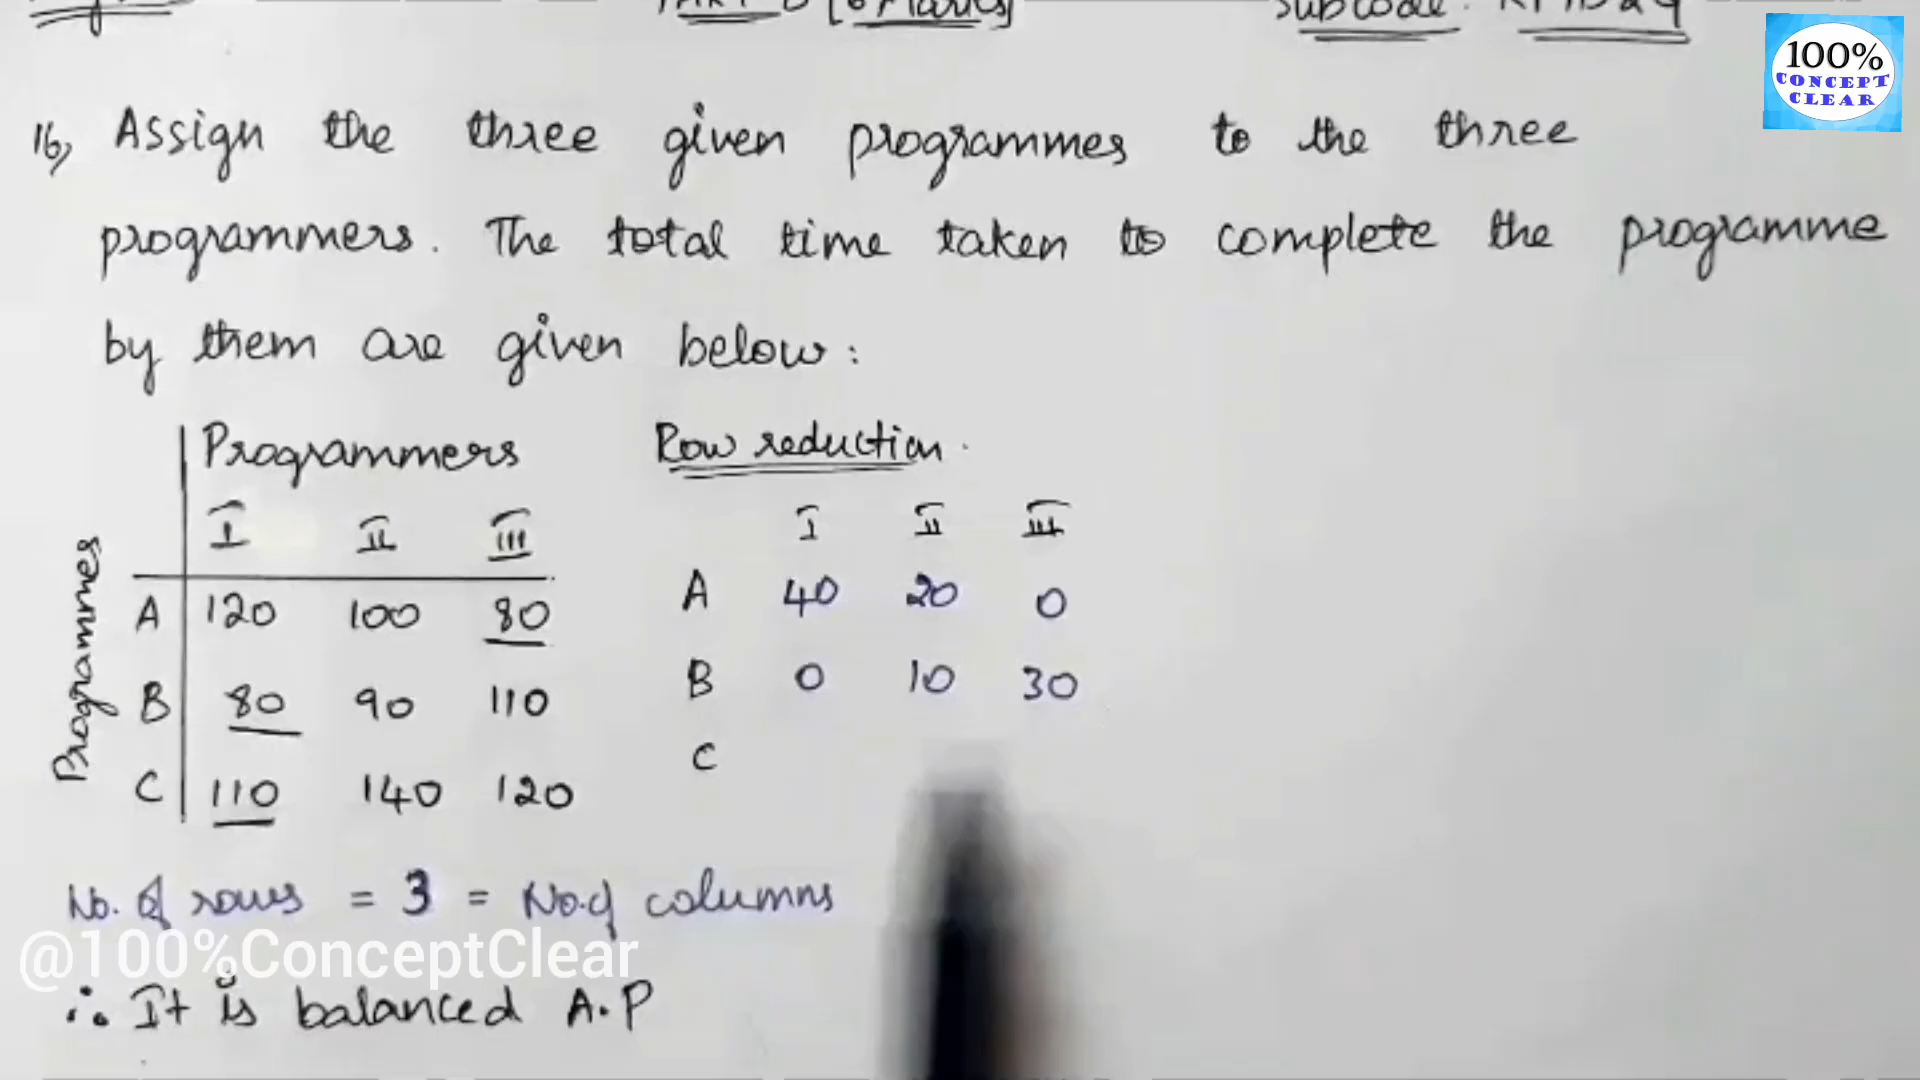 100%
CONCEPT
CLEAR
16, Assign the three given programmes to the three
programmers. The total time taken to complete the programme
by them are given below:
Programmers
I II III
Programmes
A 120 100 80
B 80 90 110
C 110 140 120
Row reduction.
I II III
A 40 20 0
B 0 10 30
C
No. of rows = 3 = No. of columns
@100%ConceptClear
∴ It is balanced A.P